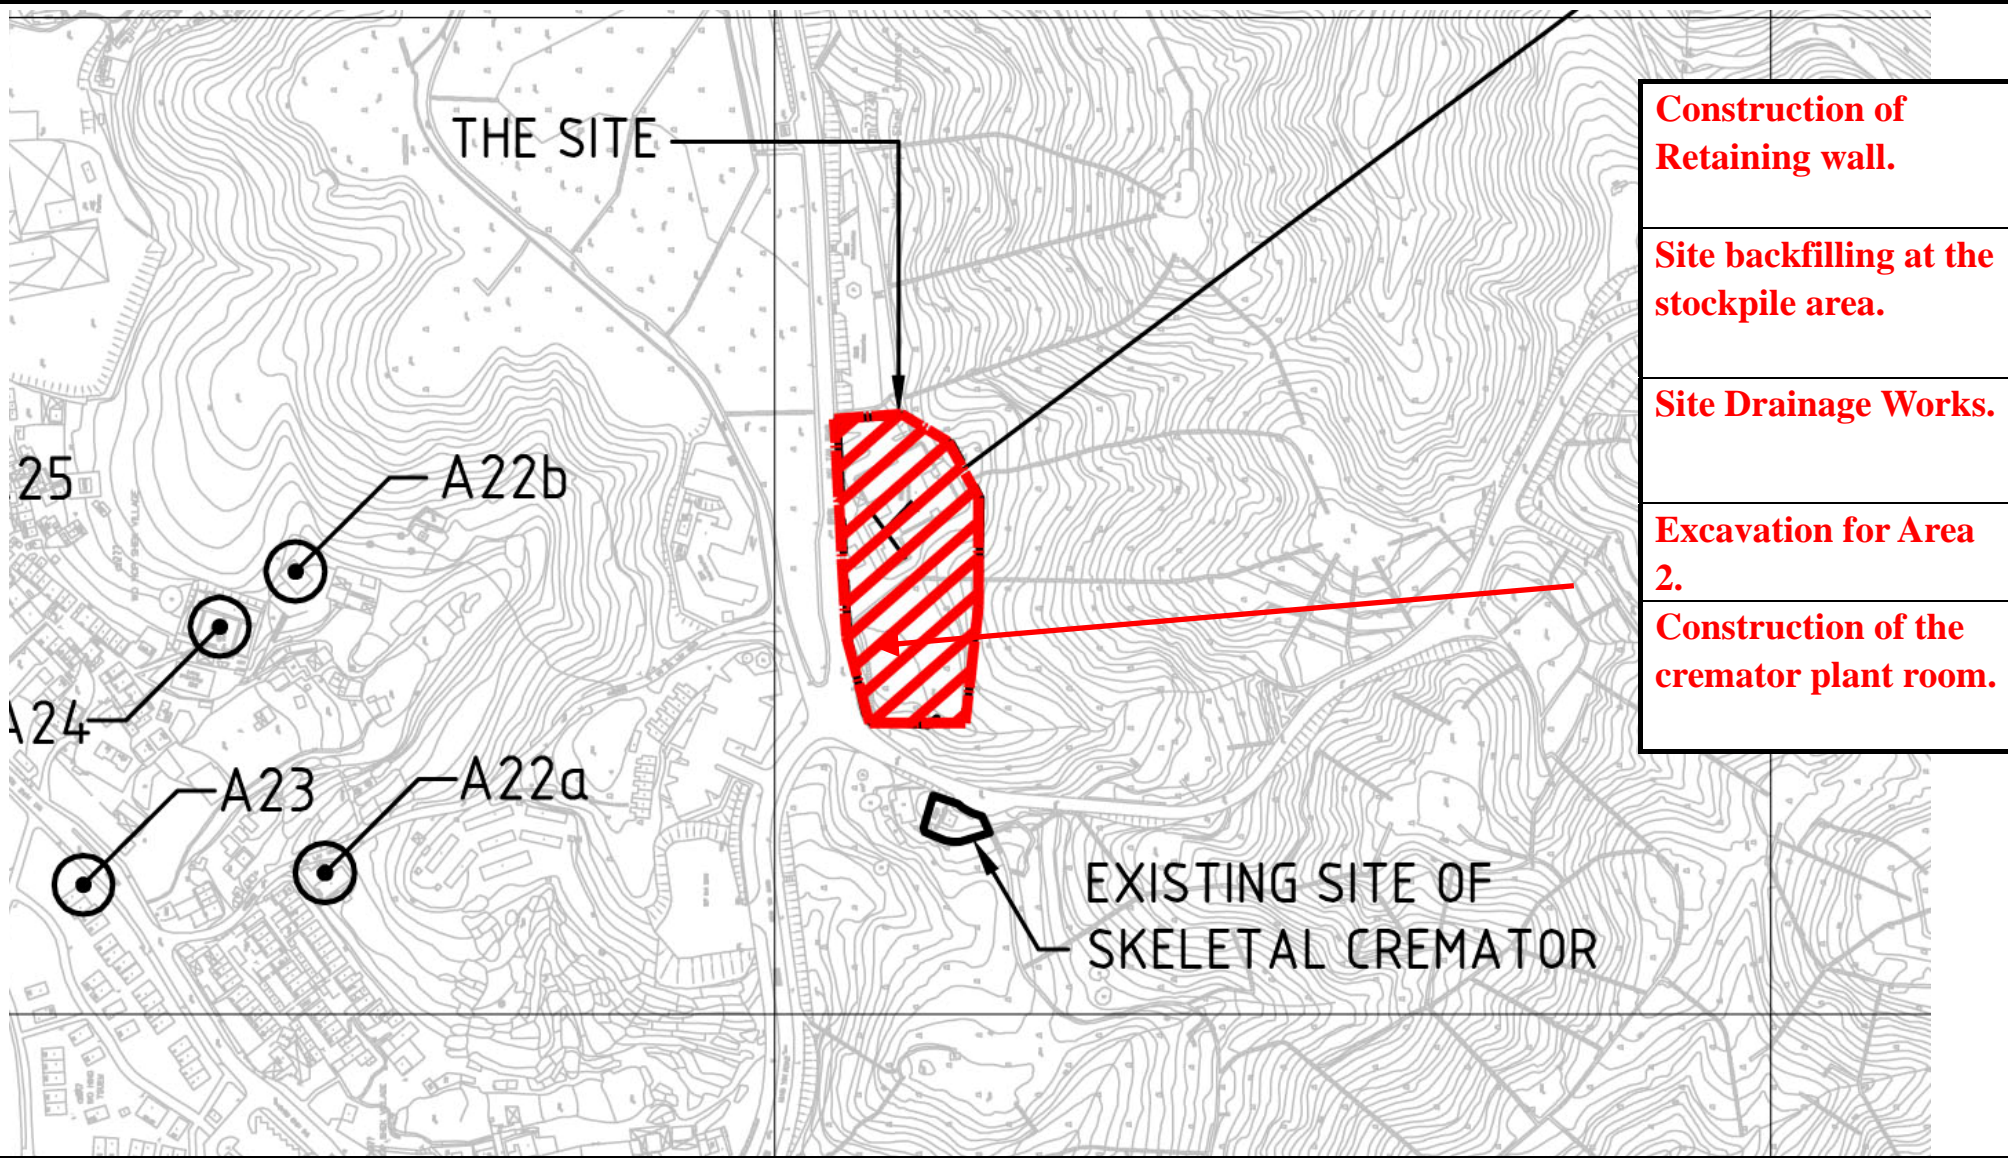 THE SITE
Construction of
Retaining wall.
Site backfilling at the
stockpile area.
Site Drainage Works.
Excavation for Area
2.
Construction of the
cremator plant room.
25
A22b
A24
A23
A22a
EXISTING SITE OF
SKELETAL CREMATOR